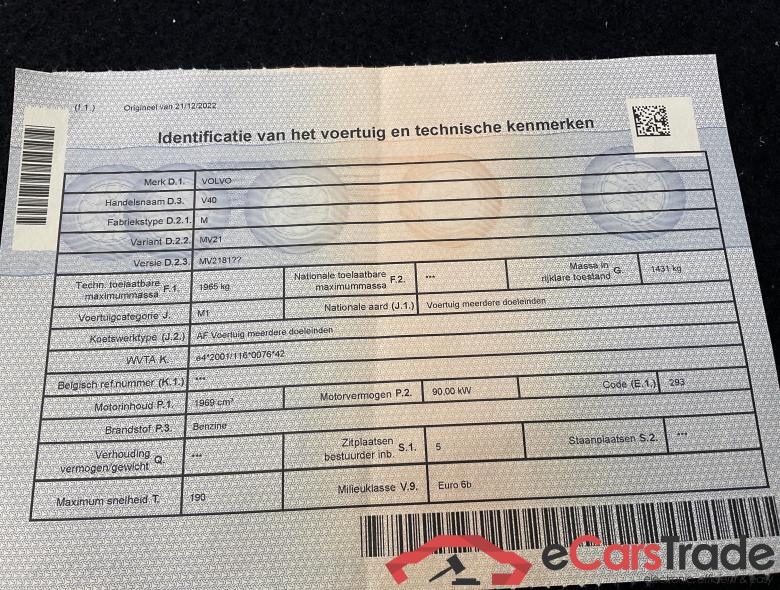 (I.1.) Origineel van 21/12/2022
Identificatie van het voertuig en technische kenmerken
Merk D.1. VOLVO
Handelsnaam D.3. V40
Fabriekstype D.2.1. M
Variant D.2.2. MV21
Versie D.2.3. MV2181??
Techn. toelaatbare maximummassa F.1. 1965 kg Nationale toelaatbare maximummassa F.2. --- Massa in rijklare toestand G 1431 kg
Voertuigcategorie J. M1 Nationale aard (J.1.) Voertuig meerdere doeleinden
Koetswerktype (J.2.) AF Voertuig meerdere doeleinden
WVTA K. e4*2001/116*0076*42
Belgisch ref.nummer (K.1.) ---
Motorinhoud P.1. 1969 cm³ Motorvermogen P.2. 90.00 kW Code (E.1.) 293
Brandstof P.3. Benzine
Verhouding vermogen/gewicht Q. --- Zitplaatsen bestuurder inb. S.1. 5 Staanplaatsen S.2. ---
Maximum snelheid T. 190 Milieuklasse V.9. Euro 6b
eCarsTrade